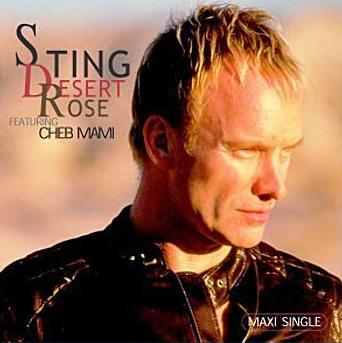 STING
DESERT
ROSE
FEATURING
CHEB MAMI
MAXI SINGLE